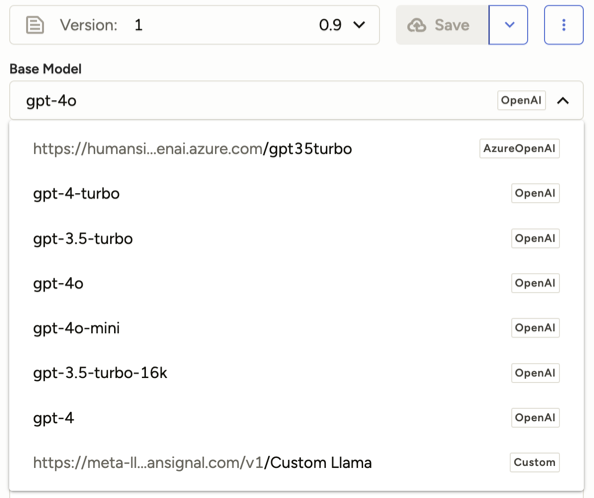 Version: 1 0.9 Save
Base Model
gpt-4o OpenAI
https://humansi...enai.azure.com/gpt35turbo AzureOpenAI
gpt-4-turbo OpenAI
gpt-3.5-turbo OpenAI
gpt-4o OpenAI
gpt-4o-mini OpenAI
gpt-3.5-turbo-16k OpenAI
gpt-4 OpenAI
https://meta-ll...ansignal.com/v1/Custom Llama Custom